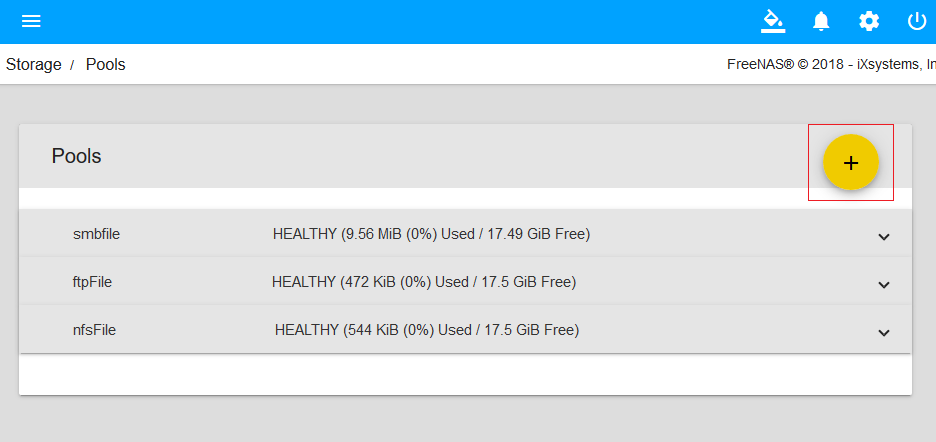 Storage / Pools
FreeNAS® © 2018 - iXsystems, In
Pools
+
smbfile HEALTHY (9.56 MiB (0%) Used / 17.49 GiB Free)
ftpFile HEALTHY (472 KiB (0%) Used / 17.5 GiB Free)
nfsFile HEALTHY (544 KiB (0%) Used / 17.5 GiB Free)